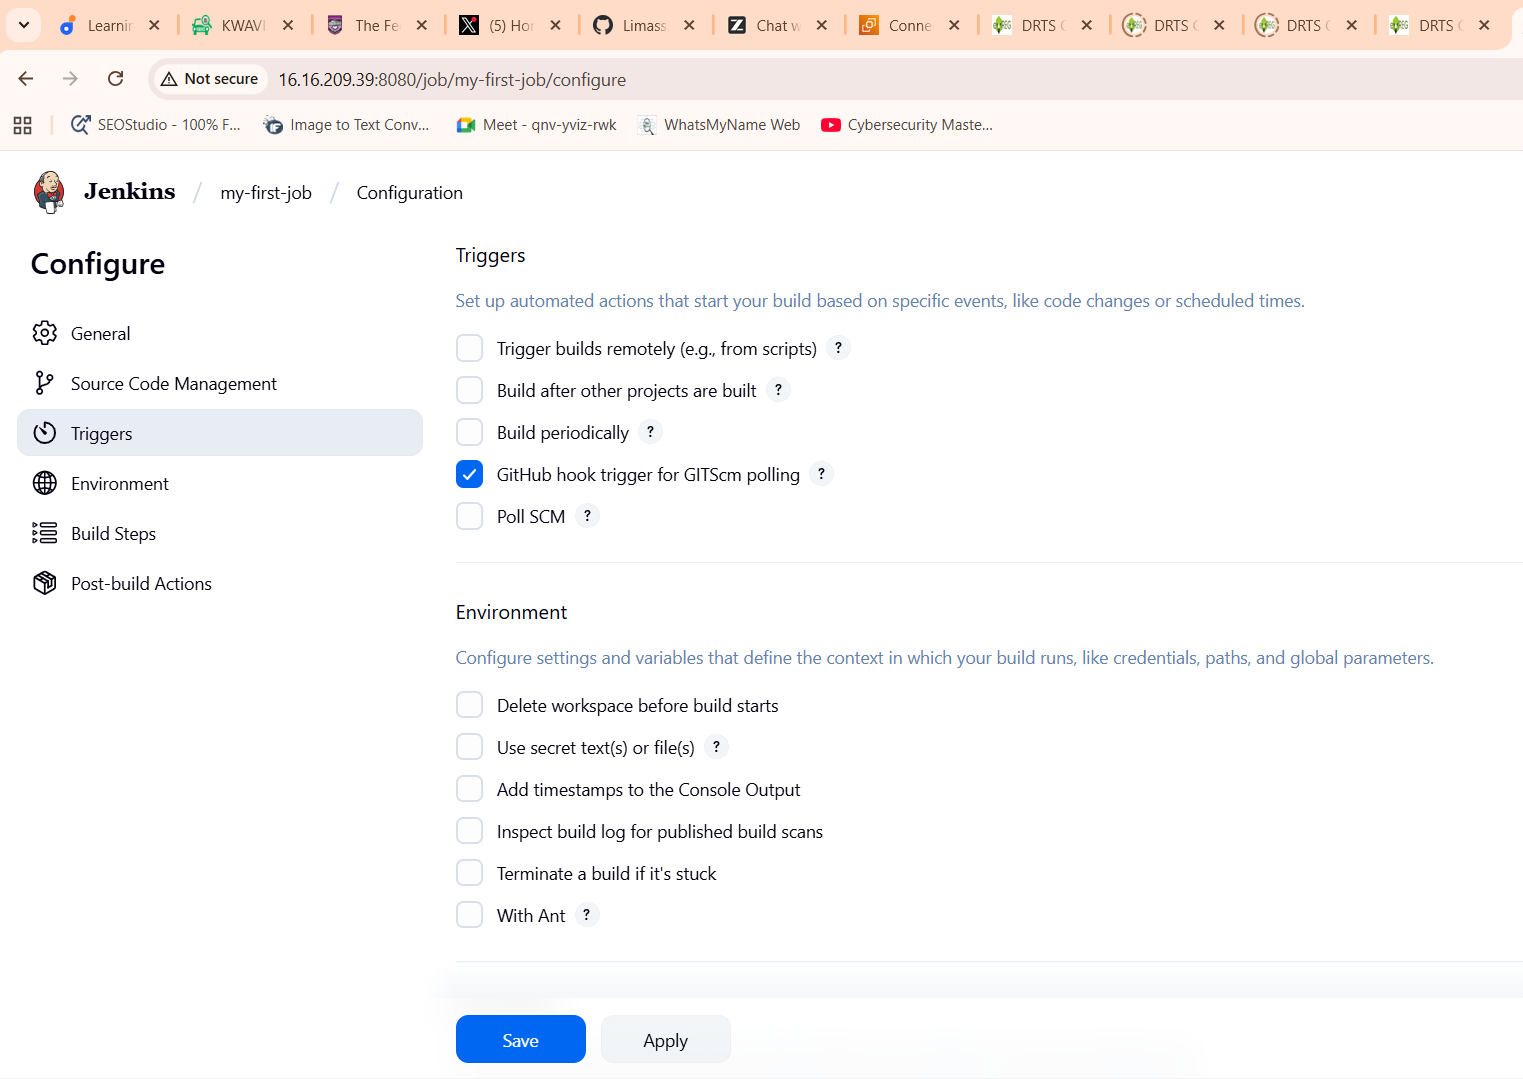 Learnin
KWAVI
The Fe
(5) Hor
Limass
Chat w
Conne
DRTS
DRTS
DRTS
DRTS
Not secure
16.16.209.39:8080/job/my-first-job/configure
SEOStudio - 100% F...
Image to Text Conv...
Meet - qnv-yviz-rwk
WhatsMyName Web
Cybersecurity Maste...
Jenkins / my-first-job / Configuration
Configure
General
Source Code Management
Triggers
Environment
Build Steps
Post-build Actions
Triggers
Set up automated actions that start your build based on specific events, like code changes or scheduled times.
Trigger builds remotely (e.g., from scripts) ?
Build after other projects are built ?
Build periodically ?
GitHub hook trigger for GITScm polling ?
Poll SCM ?
Environment
Configure settings and variables that define the context in which your build runs, like credentials, paths, and global parameters.
Delete workspace before build starts
Use secret text(s) or file(s) ?
Add timestamps to the Console Output
Inspect build log for published build scans
Terminate a build if it's stuck
With Ant ?
Save
Apply